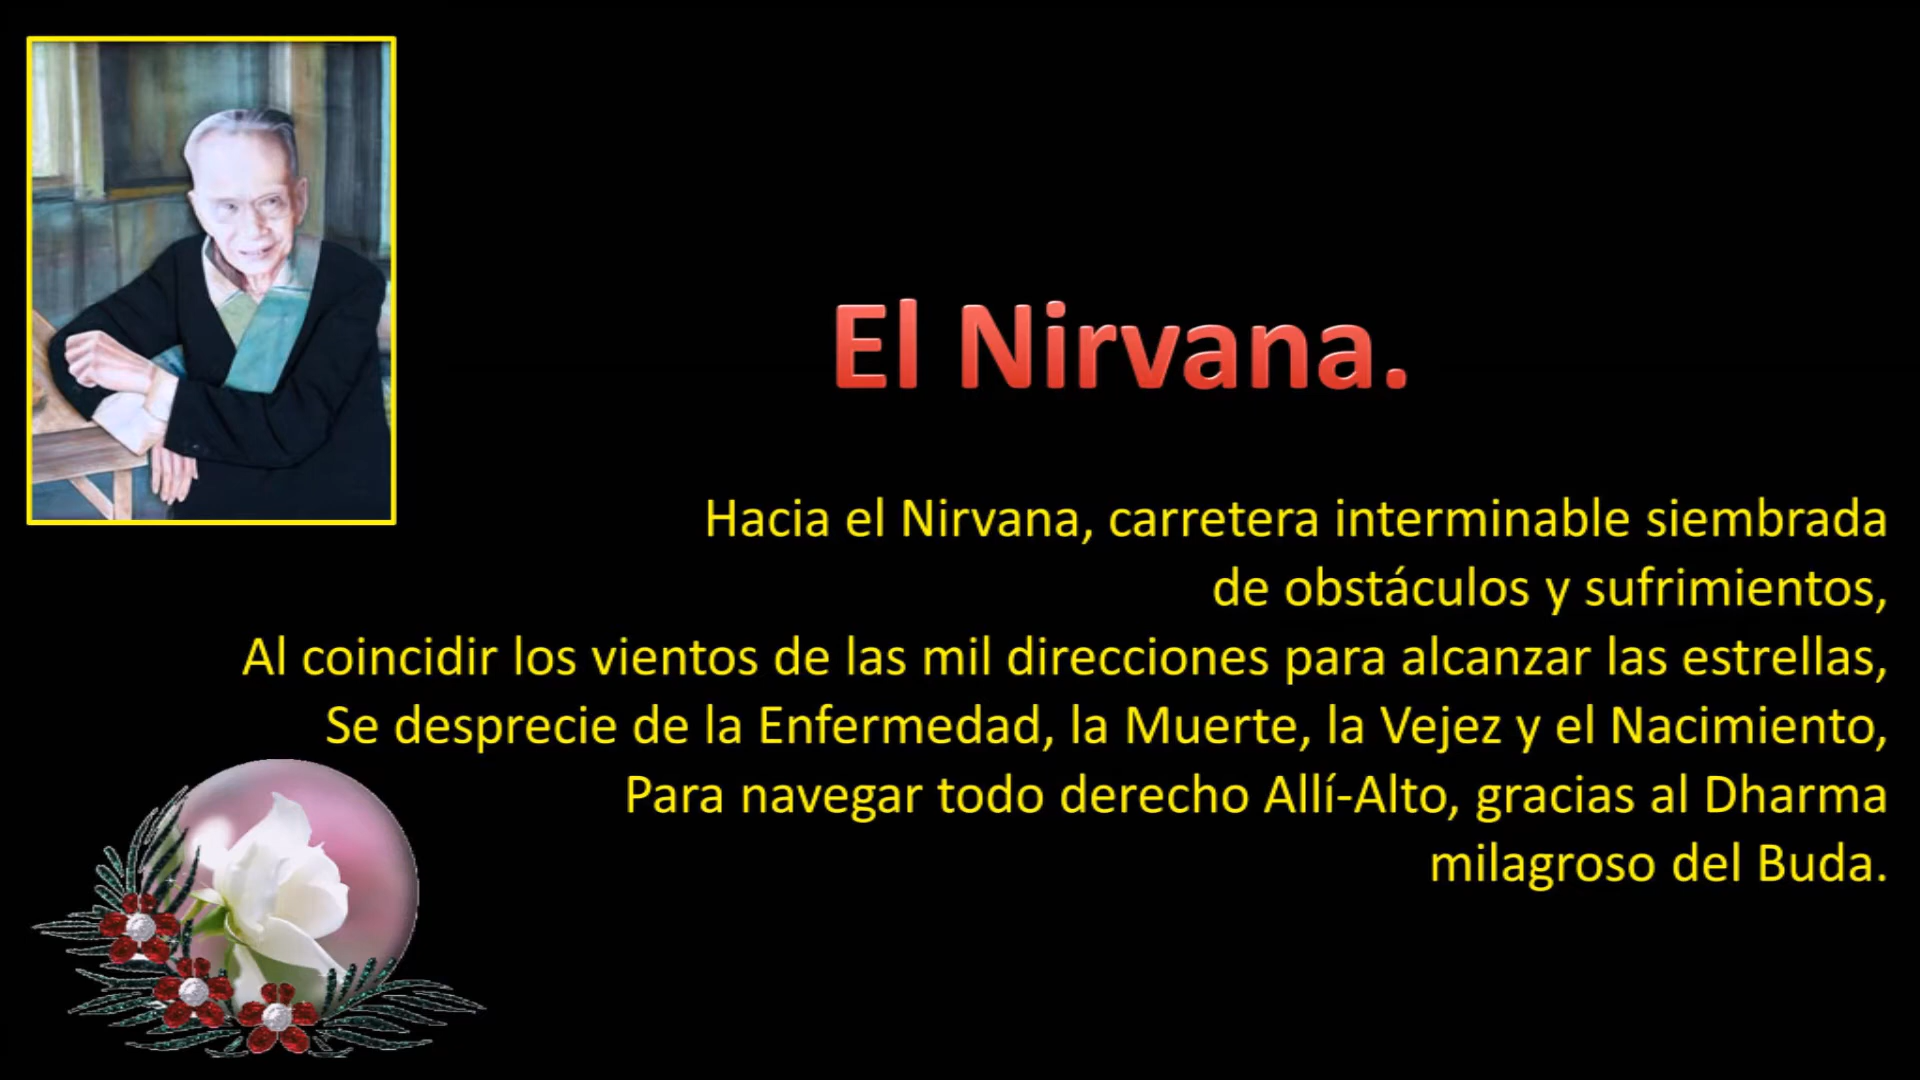 El Nirvana.
Hacia el Nirvana, carretera interminable siembrada
de obstáculos y sufrimientos,
Al coincidir los vientos de las mil direcciones para alcanzar las estrellas,
Se desprecie de la Enfermedad, la Muerte, la Vejez y el Nacimiento,
Para navegar todo derecho Allí-Alto, gracias al Dharma
milagroso del Buda.